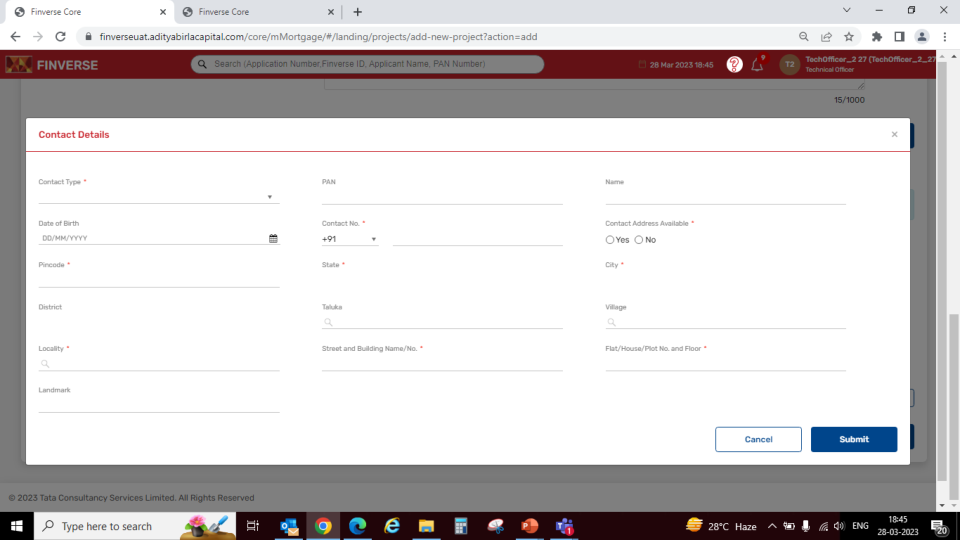 Finverse Core
Finverse Core
finverseuat.adityabirlacapital.com/core/mMortgage/#/landing/projects/add-new-project?action=add
FINVERSE
Search (Application Number,Finverse ID, Applicant Name, PAN Number)
28 Mar 2023 18:45
T2
TechOfficer_2 27 (TechOfficer_2_27
Technical Officer
15/1000
Contact Details
Contact Type *
PAN
Name
Date of Birth
Contact No. *
Contact Address Available *
DD/MM/YYYY
+91
Yes
No
Pincode *
State *
City *
District
Taluka
Village
Locality *
Street and Building Name/No. *
Flat/House/Plot No. and Floor *
Landmark
Cancel
Submit
© 2023 Tata Consultancy Services Limited. All Rights Reserved
Type here to search
28°C Haze
ENG
18:45
28-03-2023
20